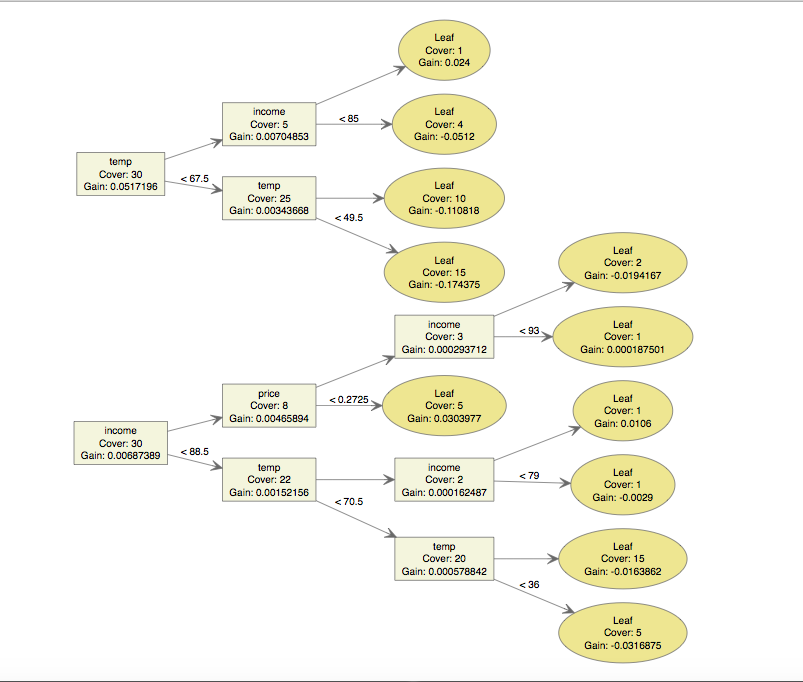 Leaf
Cover: 1
Gain: 0.024
income
Cover: 5
Gain: 0.00704853
< 85
Leaf
Cover: 4
Gain: -0.0512
temp
Cover: 30
Gain: 0.0517196
< 67.5
temp
Cover: 25
Gain: 0.00343668
Leaf
Cover: 10
Gain: -0.110818
< 49.5
Leaf
Cover: 15
Gain: -0.174375
Leaf
Cover: 2
Gain: -0.0194167
income
Cover: 3
Gain: 0.000293712
< 93
Leaf
Cover: 1
Gain: 0.000187501
price
Cover: 8
Gain: 0.00465894
< 0.2725
Leaf
Cover: 5
Gain: 0.0303977
income
Cover: 30
Gain: 0.00687389
< 88.5
Leaf
Cover: 1
Gain: 0.0106
temp
Cover: 22
Gain: 0.00152156
income
Cover: 2
Gain: 0.000162487
< 79
Leaf
Cover: 1
Gain: -0.0029
< 70.5
temp
Cover: 20
Gain: 0.000578842
Leaf
Cover: 15
Gain: -0.0163862
< 36
Leaf
Cover: 5
Gain: -0.0316875